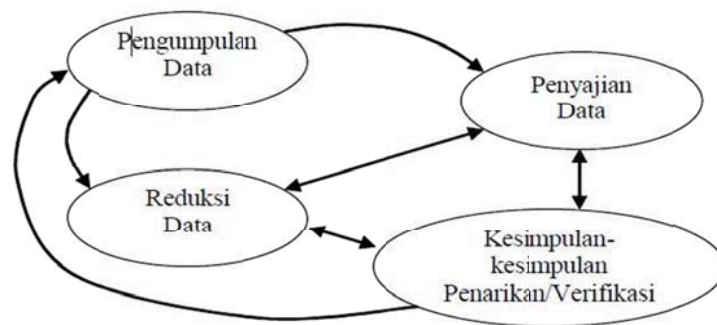 Pengumpulan
Data
Penyajian
Data
Reduksi
Data
Kesimpulan-
kesimpulan
Penarikan/Verifikasi